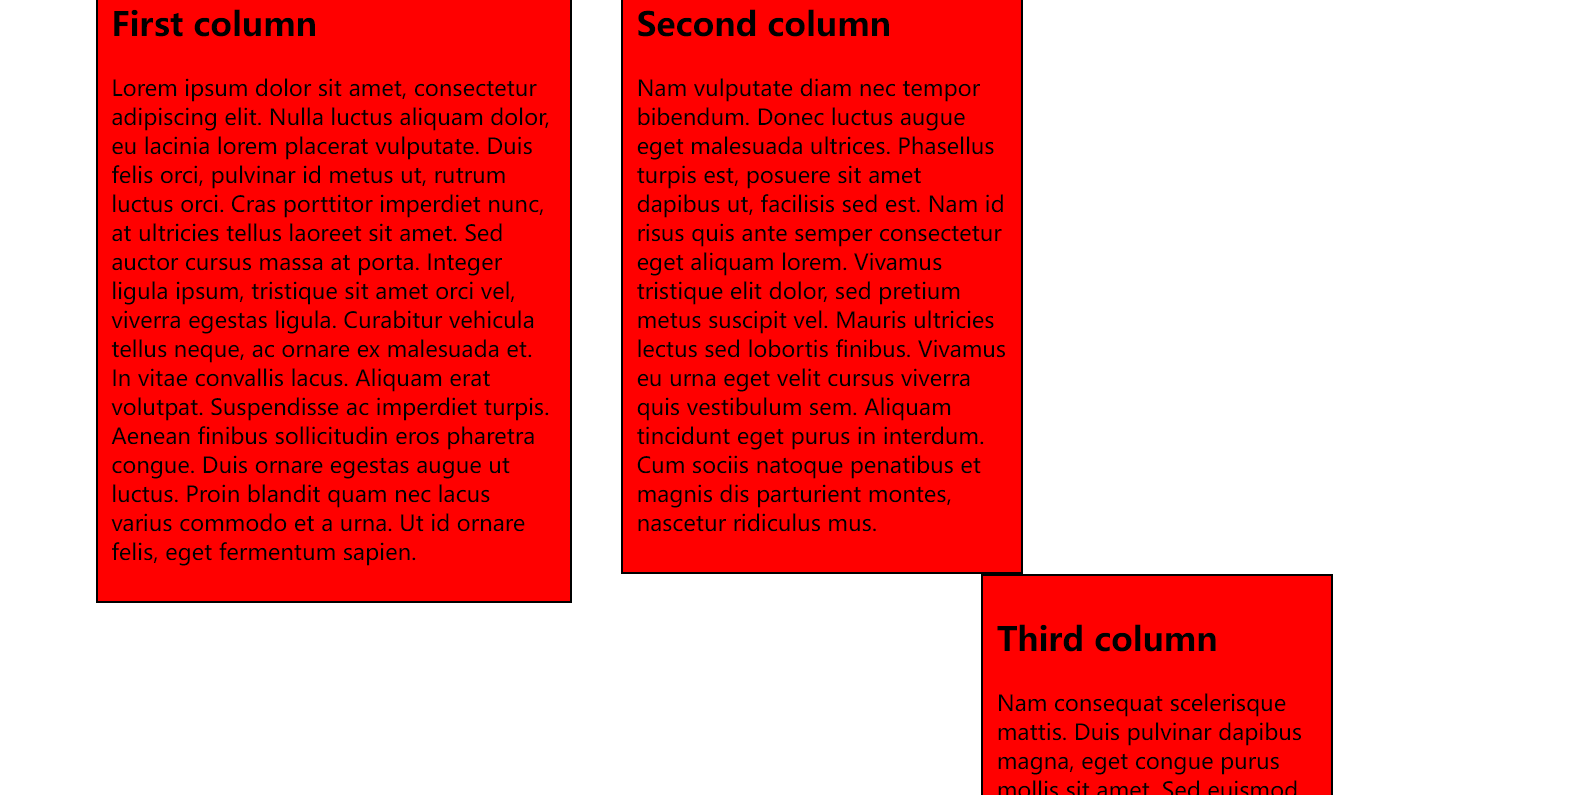 First column
Lorem ipsum dolor sit amet, consectetur
adipiscing elit. Nulla luctus aliquam dolor,
eu lacinia lorem placerat vulputate. Duis
felis orci, pulvinar id metus ut, rutrum
luctus orci. Cras porttitor imperdiet nunc,
at ultricies tellus laoreet sit amet. Sed
auctor cursus massa at porta. Integer
ligula ipsum, tristique sit amet orci vel,
viverra egestas ligula. Curabitur vehicula
tellus neque, ac ornare ex malesuada et.
In vitae convallis lacus. Aliquam erat
volutpat. Suspendisse ac imperdiet turpis.
Aenean finibus sollicitudin eros pharetra
congue. Duis ornare egestas augue ut
luctus. Proin blandit quam nec lacus
varius commodo et a urna. Ut id ornare
felis, eget fermentum sapien.
Second column
Nam vulputate diam nec tempor
bibendum. Donec luctus augue
eget malesuada ultrices. Phasellus
turpis est, posuere sit amet
dapibus ut, facilisis sed est. Nam id
risus quis ante semper consectetur
eget aliquam lorem. Vivamus
tristique elit dolor, sed pretium
metus suscipit vel. Mauris ultricies
lectus sed lobortis finibus. Vivamus
eu urna eget velit cursus viverra
quis vestibulum sem. Aliquam
tincidunt eget purus in interdum.
Cum sociis natoque penatibus et
magnis dis parturient montes,
nascetur ridiculus mus.
Third column
Nam consequat scelerisque
mattis. Duis pulvinar dapibus
magna, eget congue purus
mollis sit amet. Sed euismod